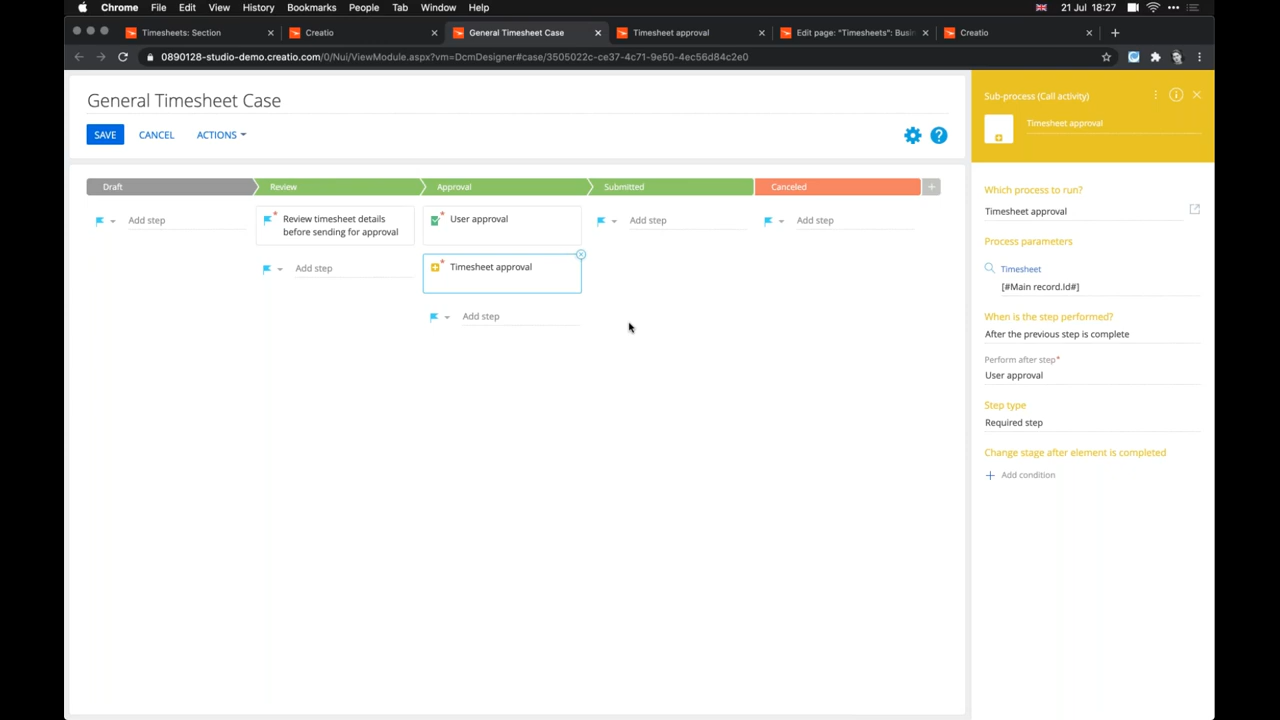 Chrome File Edit View History Bookmarks People Tab Window Help 21 Jul 18:27
Timesheets: Section Creatio General Timesheet Case Timesheet approval Edit page: "Timesheets": Busin Creatio
0890128-studio-demo.creatio.com/0/Nui/ViewModule.aspx?vm=DcmDesigner#case/3505022c-ce37-4c71-9e50-4ec56d84c2e0
General Timesheet Case
SAVE CANCEL ACTIONS
Draft Review Approval Submitted Canceled
Add step
Review timesheet details
before sending for approval
Add step
User approval
Timesheet approval
Add step
Add step
Add step
Sub-process (Call activity)
Timesheet approval
Which process to run?
Timesheet approval
Process parameters
Timesheet
[#Main record.Id#]
When is the step performed?
After the previous step is complete
Perform after step*
User approval
Step type
Required step
Change stage after element is completed
Add condition